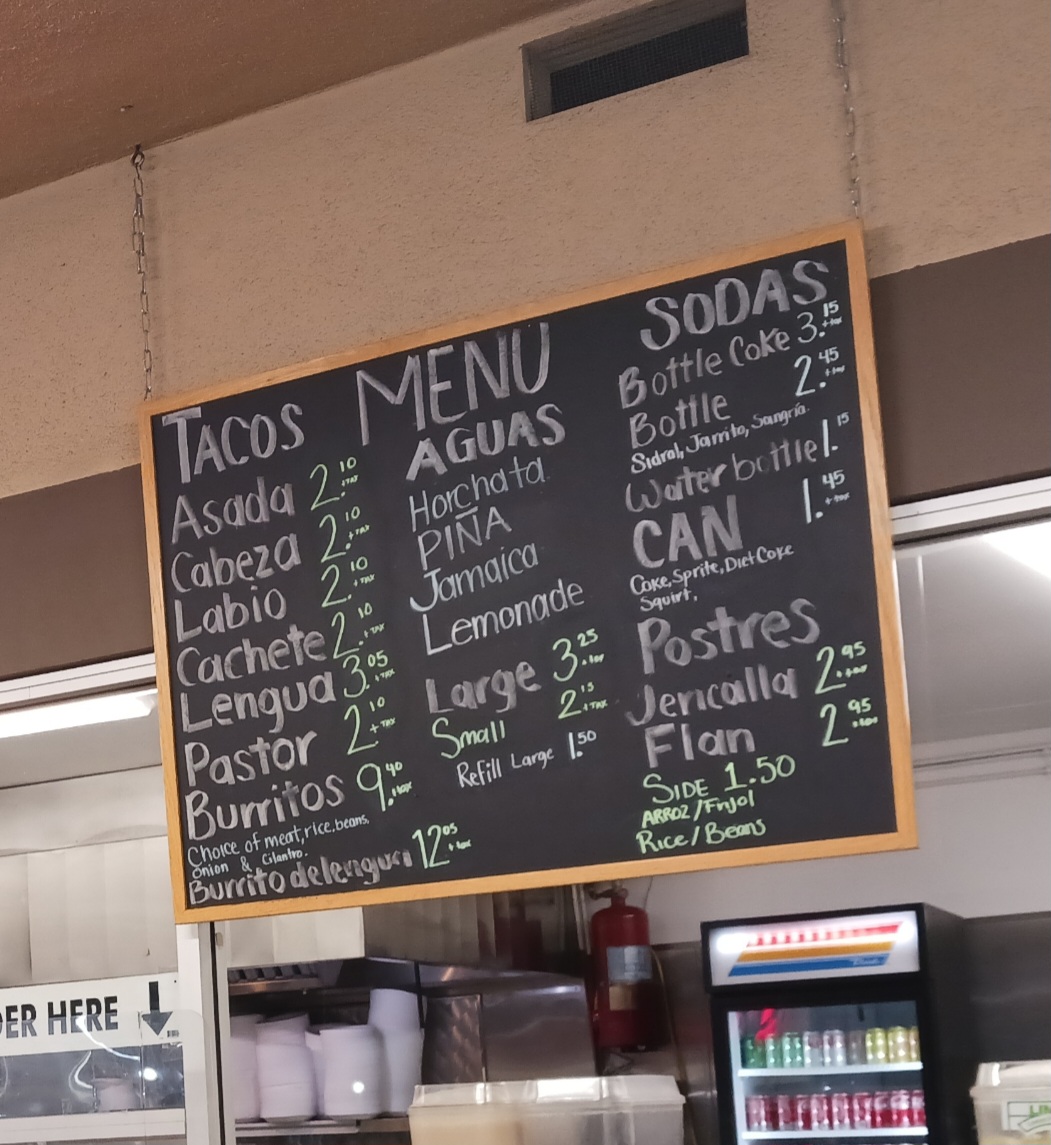 MENU
TACOS
Asada 2.10 +TAX
Cabeza 2.10 +TAX
Labio 2.10 +TAX
Cachete 2.10 +TAX
Lengua 3.05 +TAX
Pastor 2.10 +TAX
Burritos 9.40 +tax
Choice of meat, rice, beans,
onion & Cilantro.
Burrito de lengua 12.05 +tax
AGUAS
Horchata
PIÑA
Jamaica
Lemonade
Large 3.25 +tax
Small 2.15 +TAX
Refill Large 1.50
SODAS
Bottle Coke 3.15 +tax
Bottle 2.45 +tax
Sidral, Jarrito, Sangria.
Water bottle 1.15
CAN 1.45 +tax
Coke, Sprite, Diet Coke
Squirt,
Postres
Jericalla 2.95 +tax
Flan 2.95 +tax
SIDE 1.50
ARROZ/Frijol
Rice/Beans
DER HERE